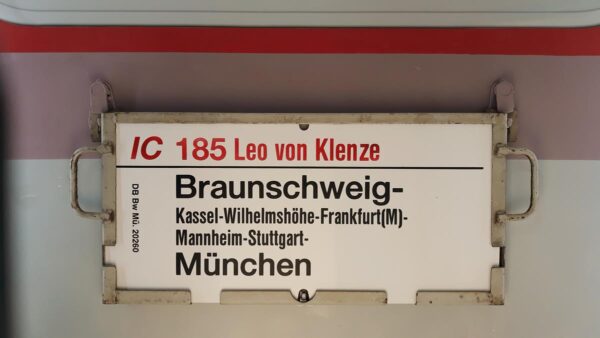 IC 185 Leo von Klenze
Braunschweig-
Kassel-Wilhelmshöhe-Frankfurt(M)-
Mannheim-Stuttgart-
München
DB Bw Mü. 20260